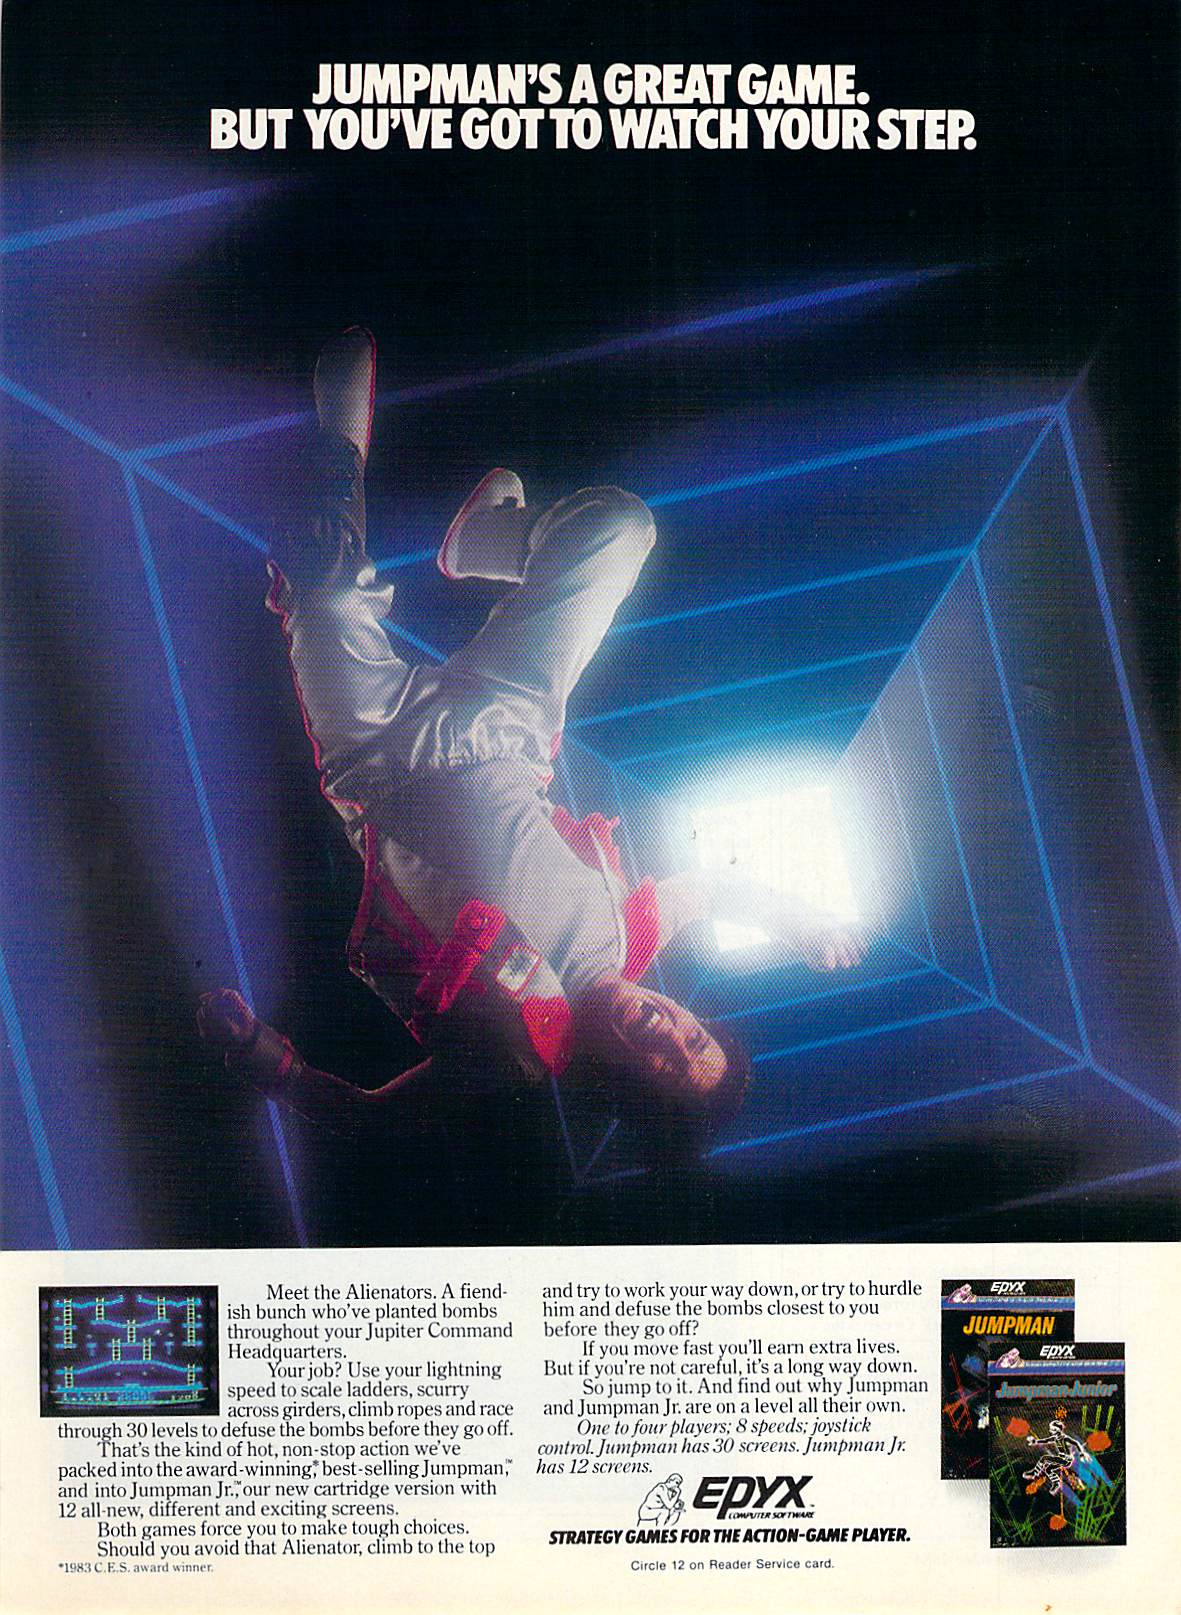 JUMPMAN'S A GREAT GAME.
BUT YOU'VE GOT TO WATCH YOUR STEP.
Meet the Alienators. A fiend-
ish bunch who've planted bombs
throughout your Jupiter Command
Headquarters.
Your job? Use your lightning
speed to scale ladders, scurry
across girders, climb ropes and race
through 30 levels to defuse the bombs before they go off.
That's the kind of hot, non-stop action we've
packed into the award-winning,* best-selling Jumpman,™
and into Jumpman Jr.,™ our new cartridge version with
12 all-new, different and exciting screens.
Both games force you to make tough choices.
Should you avoid that Alienator, climb to the top
*1983 C.E.S. award winner.
and try to work your way down, or try to hurdle
him and defuse the bombs closest to you
before they go off?
If you move fast you'll earn extra lives.
But if you're not careful, it's a long way down.
So jump to it. And find out why Jumpman
and Jumpman Jr. are on a level all their own.
One to four players; 8 speeds; joystick
control. Jumpman has 30 screens. Jumpman Jr.
has 12 screens.
EPYX™
COMPUTER SOFTWARE
STRATEGY GAMES FOR THE ACTION-GAME PLAYER.
Circle 12 on Reader Service card.
EPYX
JUMPMAN
EPYX
Jumpman Junior